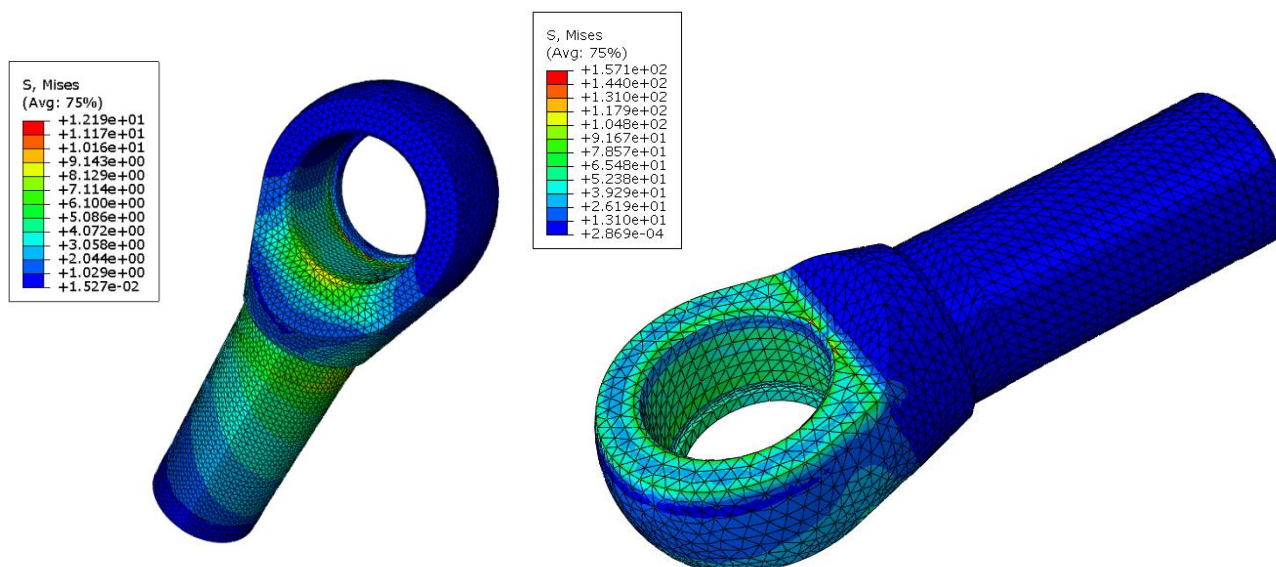 S, Mises
(Avg: 75%)
+1.219e+01
+1.117e+01
+1.016e+01
+9.143e+00
+8.129e+00
+7.114e+00
+6.100e+00
+5.086e+00
+4.072e+00
+3.058e+00
+2.044e+00
+1.029e+00
+1.527e-02
S, Mises
(Avg: 75%)
+1.571e+02
+1.440e+02
+1.310e+02
+1.179e+02
+1.048e+02
+9.167e+01
+7.857e+01
+6.548e+01
+5.238e+01
+3.929e+01
+2.619e+01
+1.310e+01
+2.869e-04